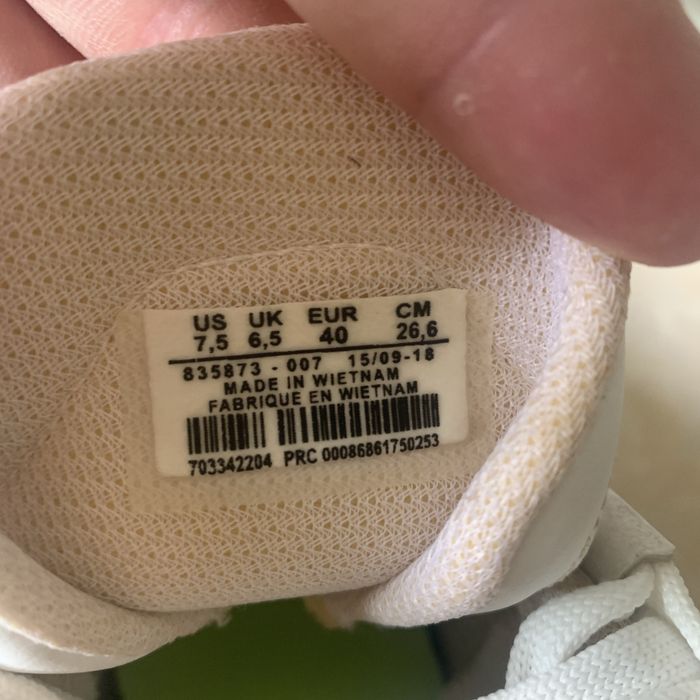 US UK EUR CM
7,5 6,5 40 26,6
835873 - 007 15/09-18
MADE IN WIETNAM
FABRIQUE EN WIETNAM
703342204 PRC 00086861750253